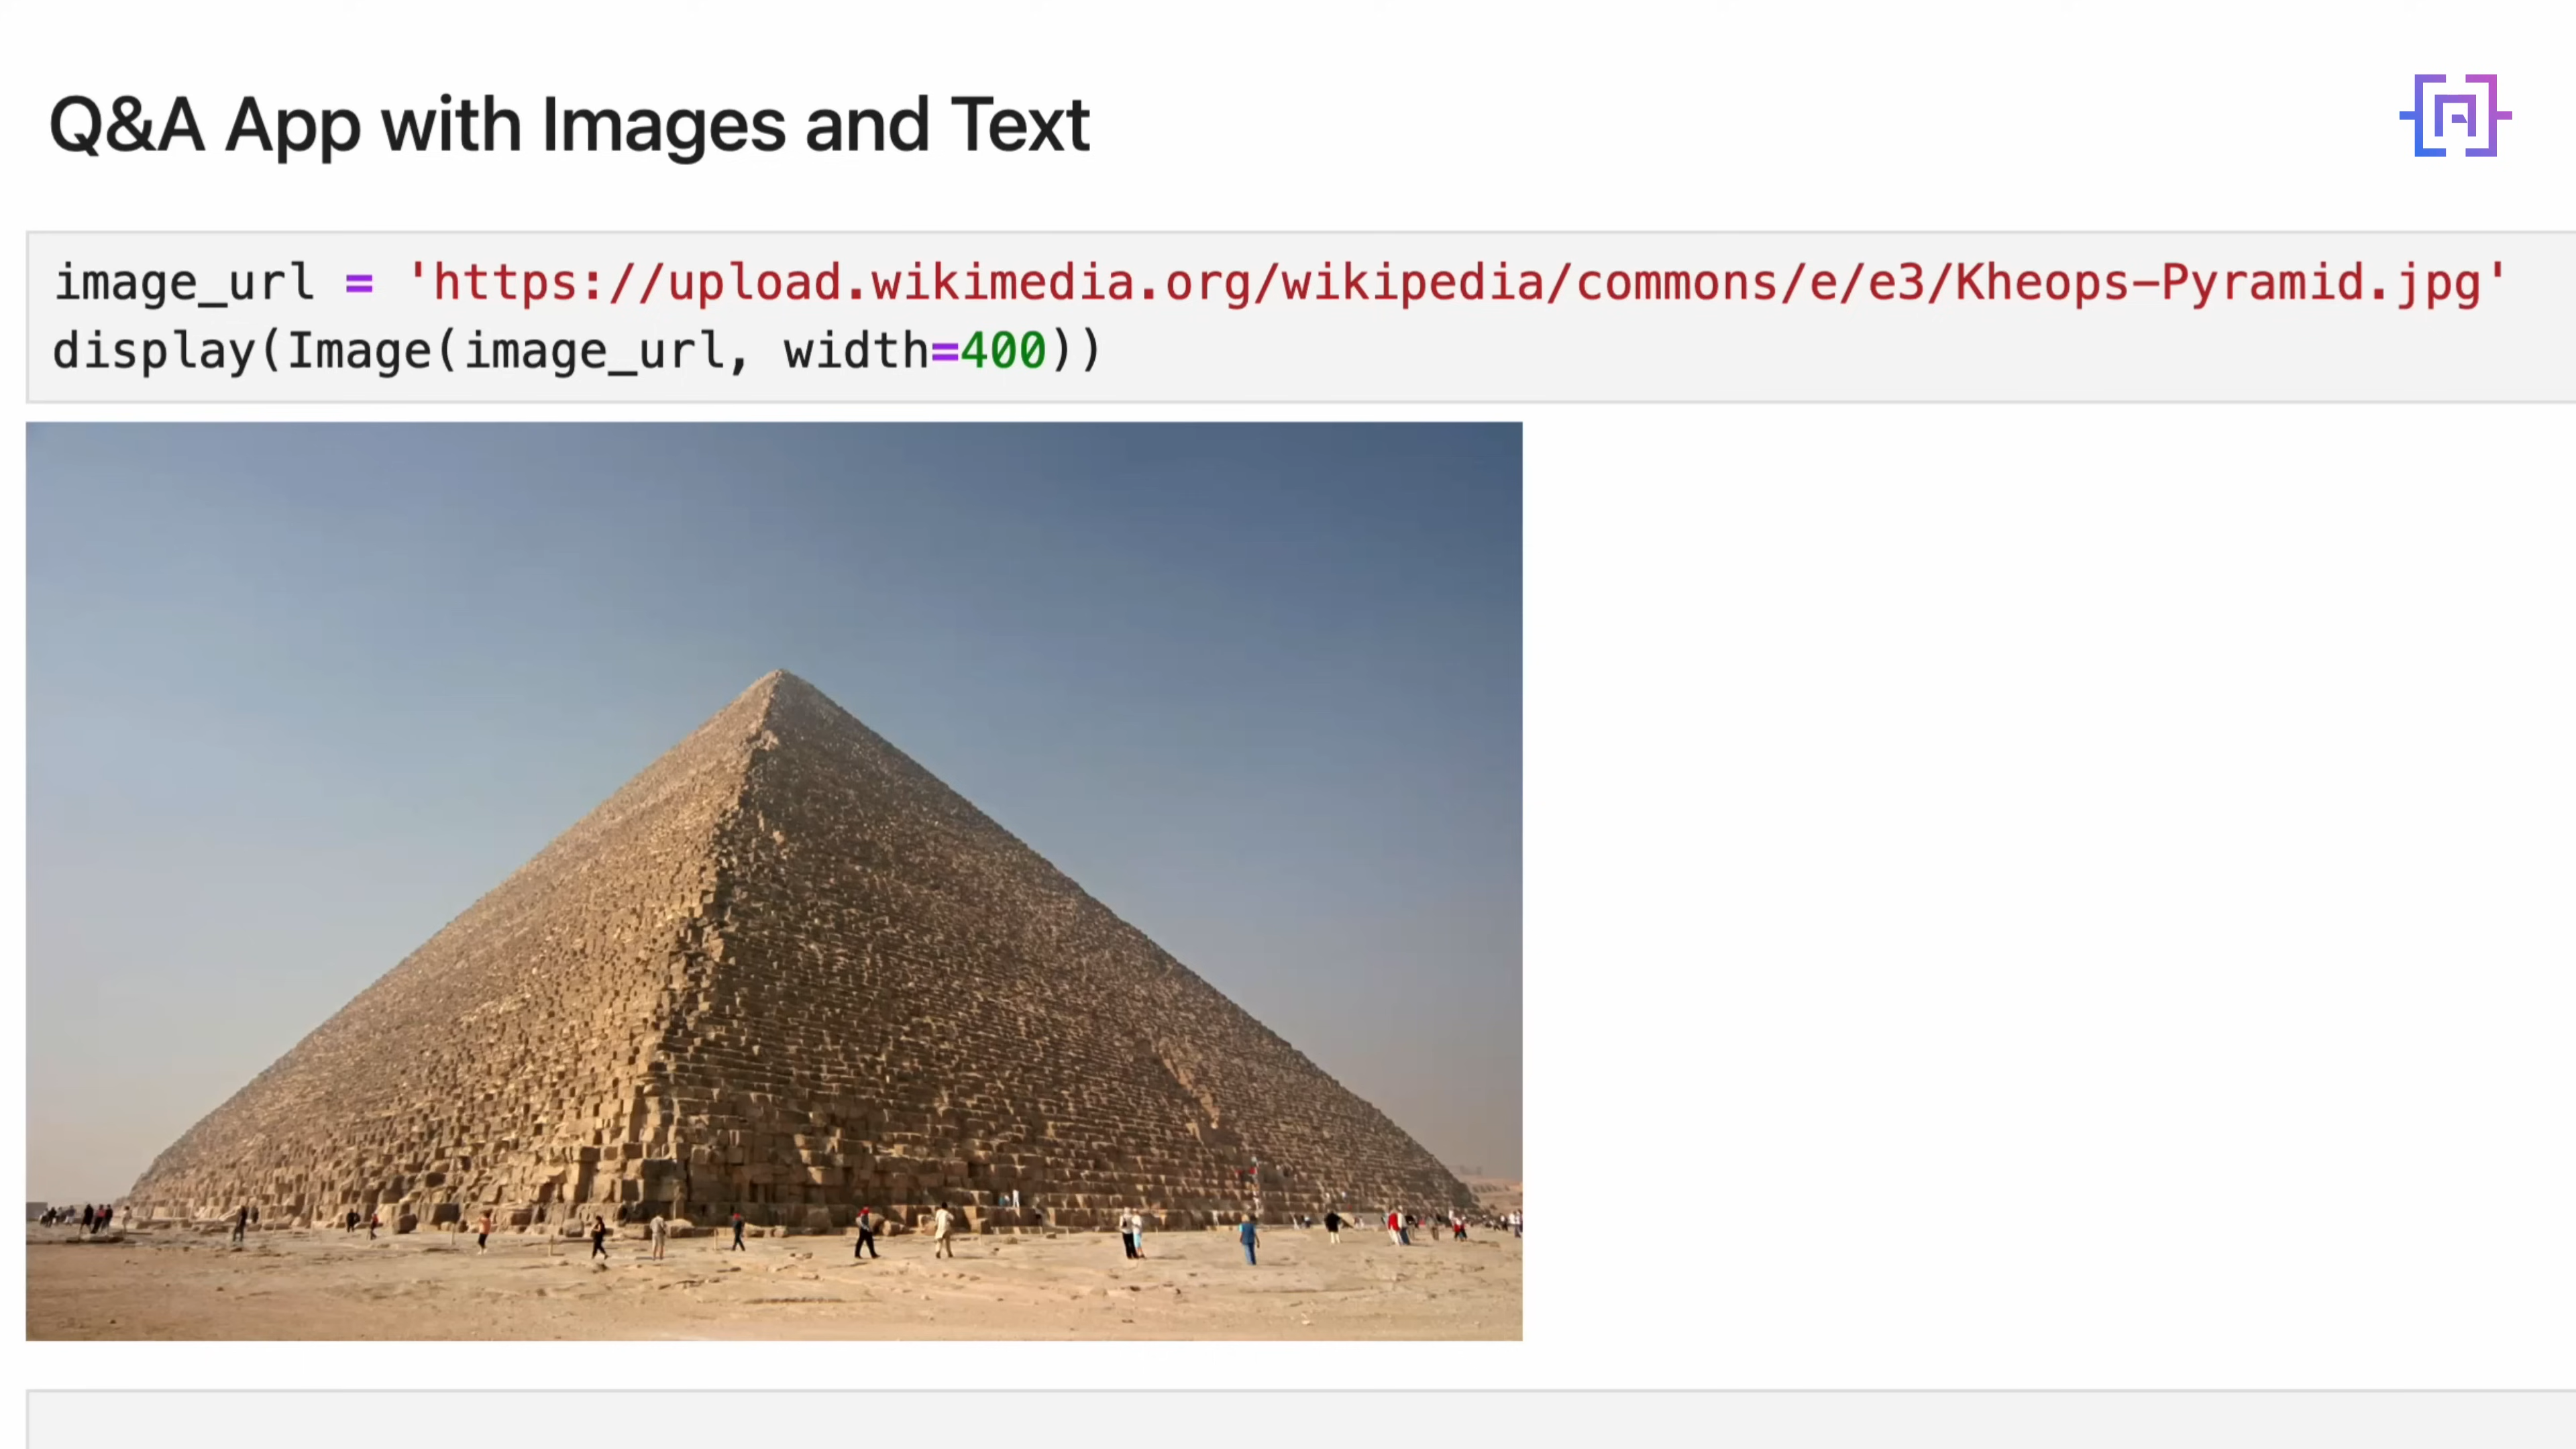 Q&A App with Images and Text
image_url = 'https://upload.wikimedia.org/wikipedia/commons/e/e3/Kheops-Pyramid.jpg'
display(Image(image_url, width=400))